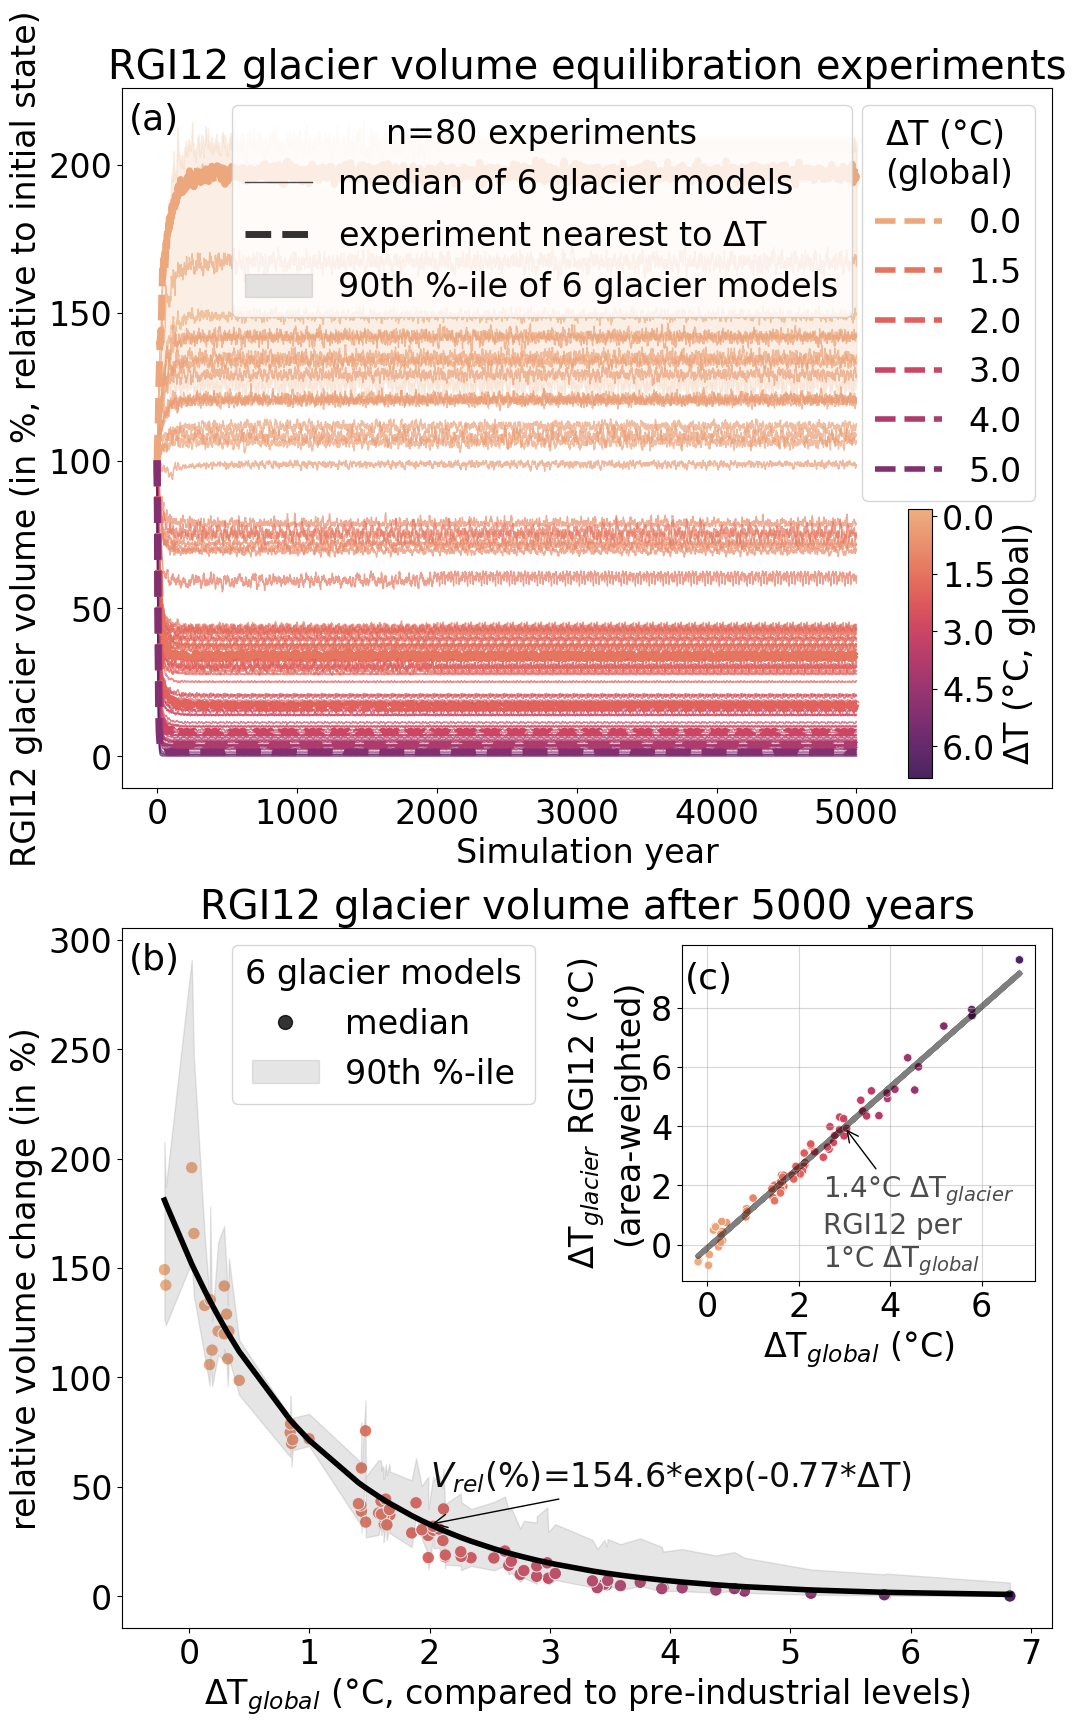 RGI12 glacier volume equilibration experiments
(a)
RGI12 glacier volume (in %, relative to initial state)
200
150
100
50
0
n=80 experiments
median of 6 glacier models
experiment nearest to ΔT
90th %-ile of 6 glacier models
ΔT (°C)
(global)
0.0
1.5
2.0
3.0
4.0
5.0
0.0
1.5
3.0
4.5
6.0
ΔT (°C, global)
0 1000 2000 3000 4000 5000
Simulation year
RGI12 glacier volume after 5000 years
(b)
relative volume change (in %)
300
250
200
150
100
50
0
6 glacier models
median
90th %-ile
V_rel(%)=154.6*exp(-0.77*ΔT)
0 1 2 3 4 5 6 7
ΔT_global (°C, compared to pre-industrial levels)
(c)
ΔT_glacier RGI12 (°C)
(area-weighted)
8
6
4
2
0
1.4°C ΔT_glacier
RGI12 per
1°C ΔT_global
0 2 4 6
ΔT_global (°C)